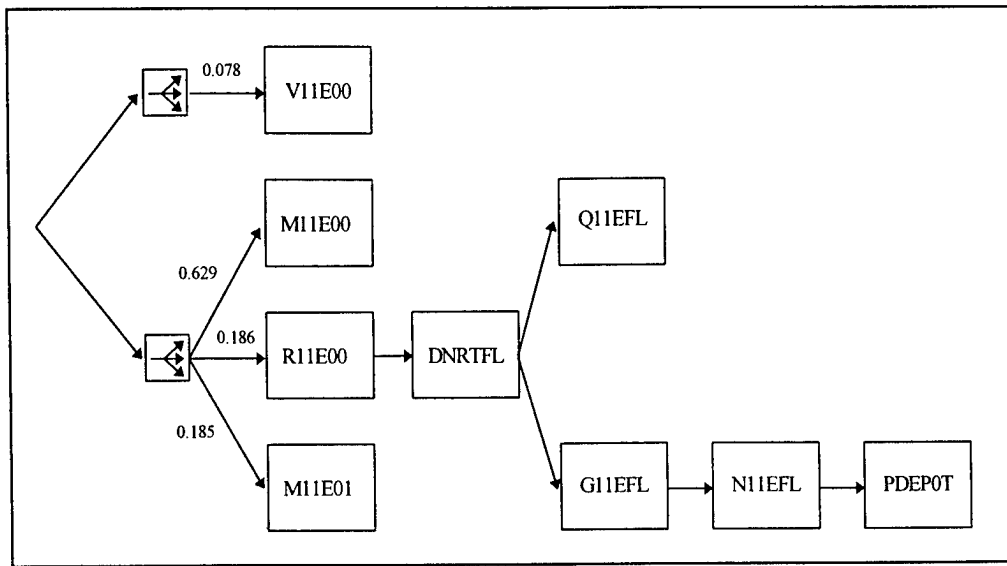 0.078
V11E00
M11E00
Q11EFL
0.629
0.186
R11E00
DNRTFL
0.185
M11E01
G11EFL
N11EFL
PDEP0T